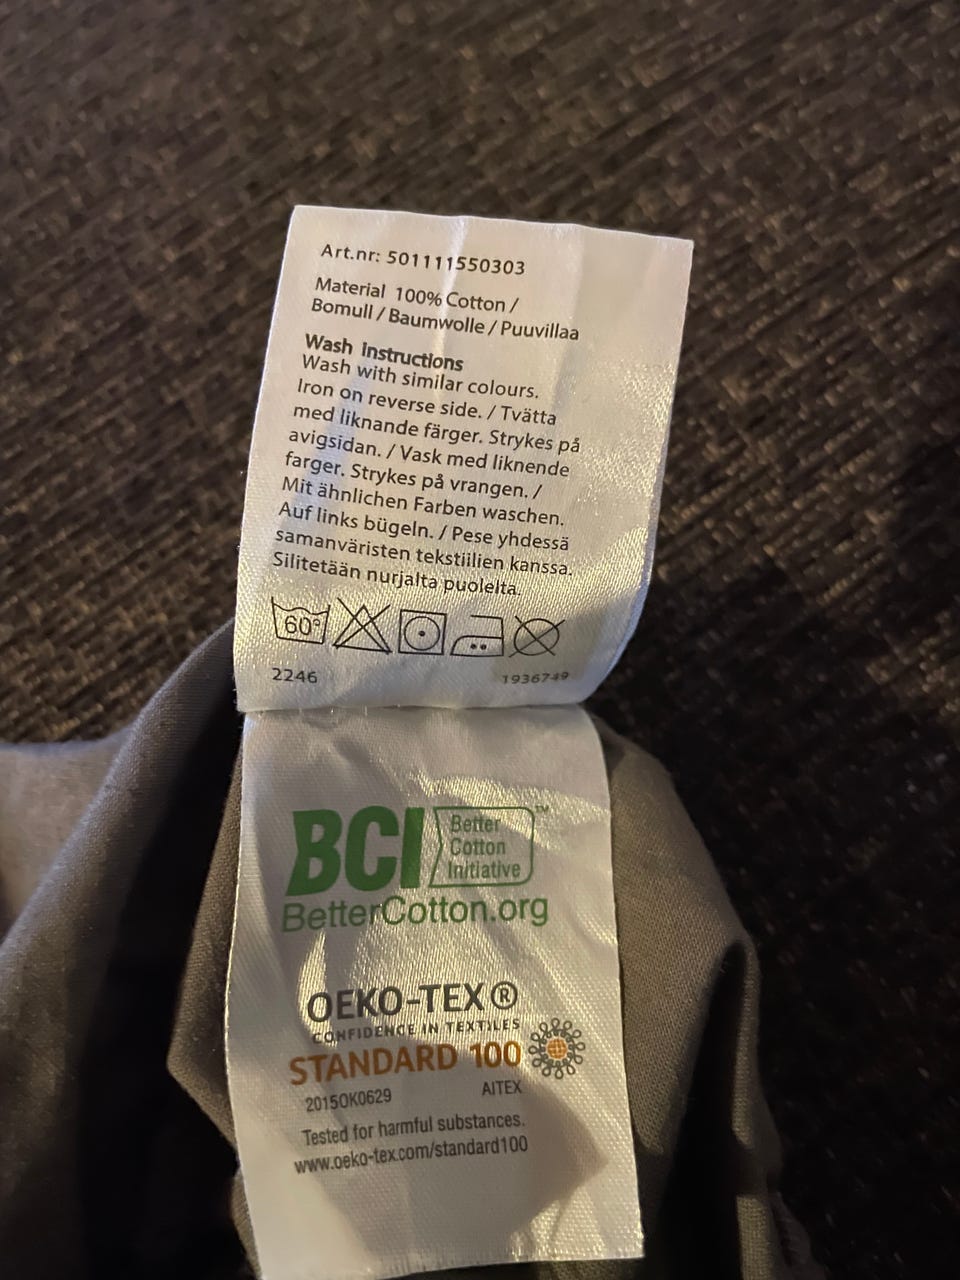 Art.nr: 501111550303
Material 100% Cotton /
Bomull / Baumwolle / Puuvillaa
Wash instructions
Wash with similar colours.
Iron on reverse side. / Tvätta
med liknande färger. Strykes på
avigsidan. / Vask med liknende
farger. Strykes på vrangen. /
Mit ähnlichen Farben waschen.
Auf links bügeln. / Pese yhdessä
samanväristen tekstiilien kanssa.
Silitetään nurjalta puolelta.
60°
2246 1936749
BCI Better Cotton Initiative™
BetterCotton.org
OEKO-TEX®
CONFIDENCE IN TEXTILES
STANDARD 100
2015OK0629 AITEX
Tested for harmful substances.
www.oeko-tex.com/standard100